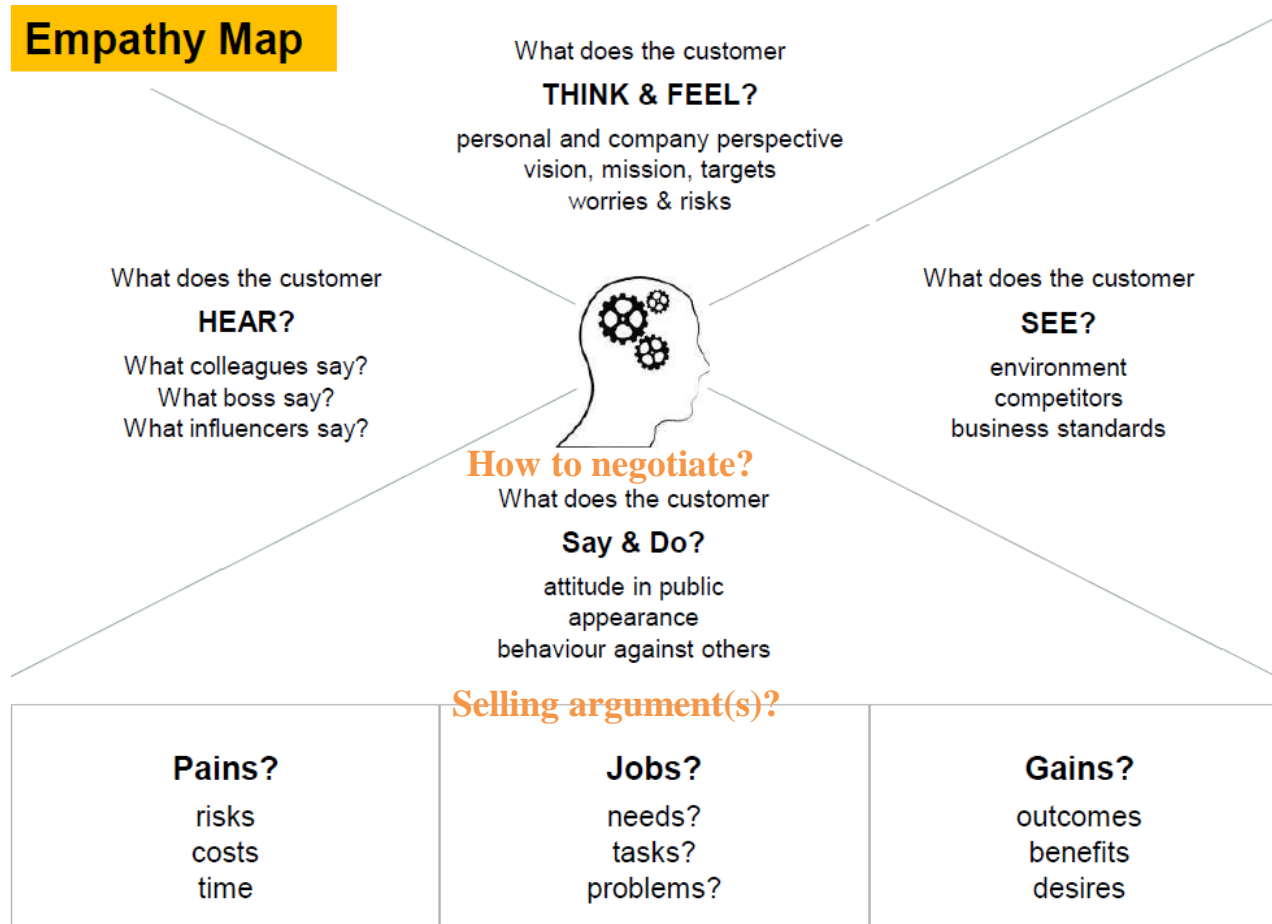 Empathy Map
What does the customer
THINK & FEEL?
personal and company perspective
vision, mission, targets
worries & risks
What does the customer
HEAR?
What colleagues say?
What boss say?
What influencers say?
What does the customer
SEE?
environment
competitors
business standards
How to negotiate?
What does the customer
Say & Do?
attitude in public
appearance
behaviour against others
Selling argument(s)?
Pains?
risks
costs
time
Jobs?
needs?
tasks?
problems?
Gains?
outcomes
benefits
desires